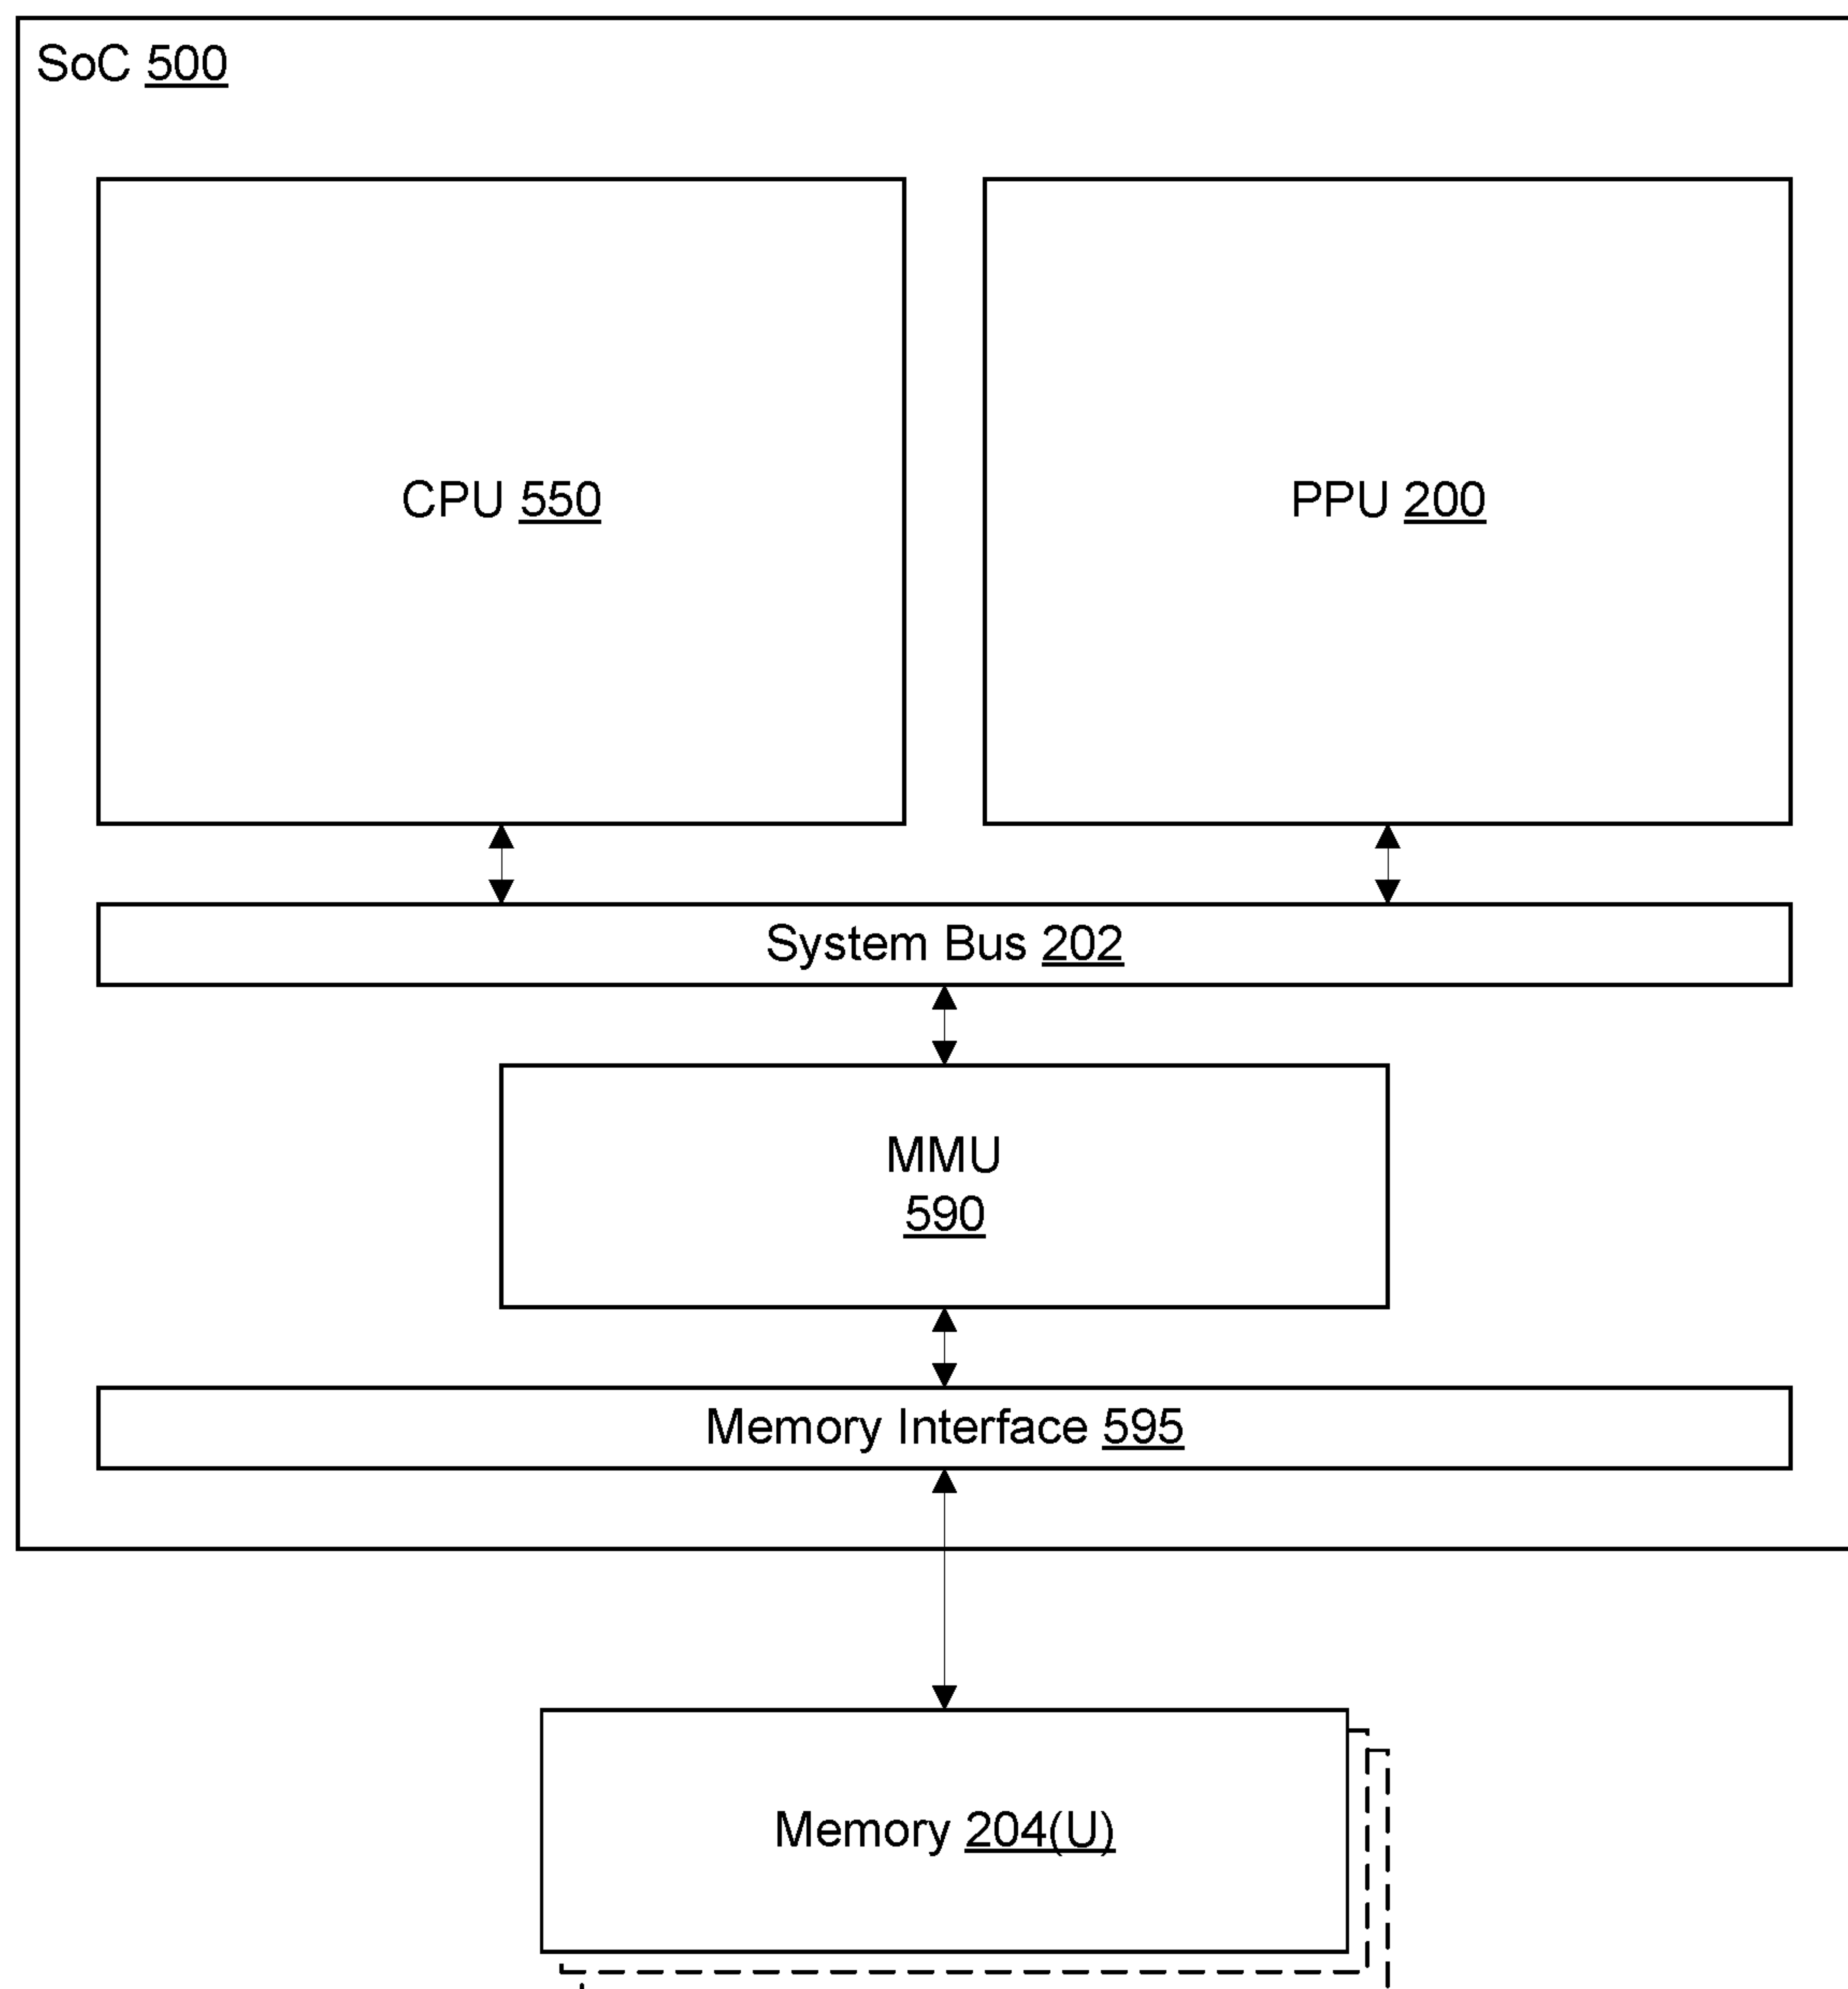 SoC 500
CPU 550
PPU 200
System Bus 202
MMU
590
Memory Interface 595
Memory 204(U)